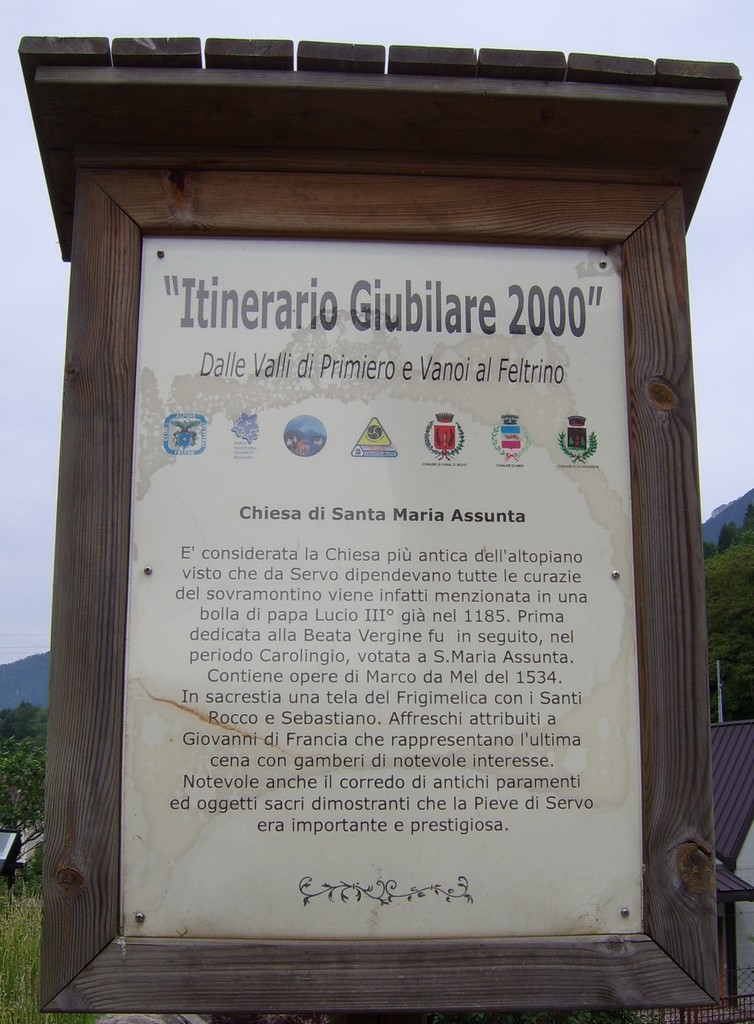 "Itinerario Giubilare 2000"
Dalle Valli di Primiero e Vanoi al Feltrino
Chiesa di Santa Maria Assunta
E' considerata la Chiesa più antica dell'altopiano
visto che da Servo dipendevano tutte le curazie
del sovramontino viene infatti menzionata in una
bolla di papa Lucio III° già nel 1185. Prima
dedicata alla Beata Vergine fu in seguito, nel
periodo Carolingio, votata a S.Maria Assunta.
Contiene opere di Marco da Mel del 1534.
In sacrestia una tela del Frigimelica con i Santi
Rocco e Sebastiano. Affreschi attribuiti a
Giovanni di Francia che rappresentano l'ultima
cena con gamberi di notevole interesse.
Notevole anche il corredo di antichi paramenti
ed oggetti sacri dimostranti che la Pieve di Servo
era importante e prestigiosa.